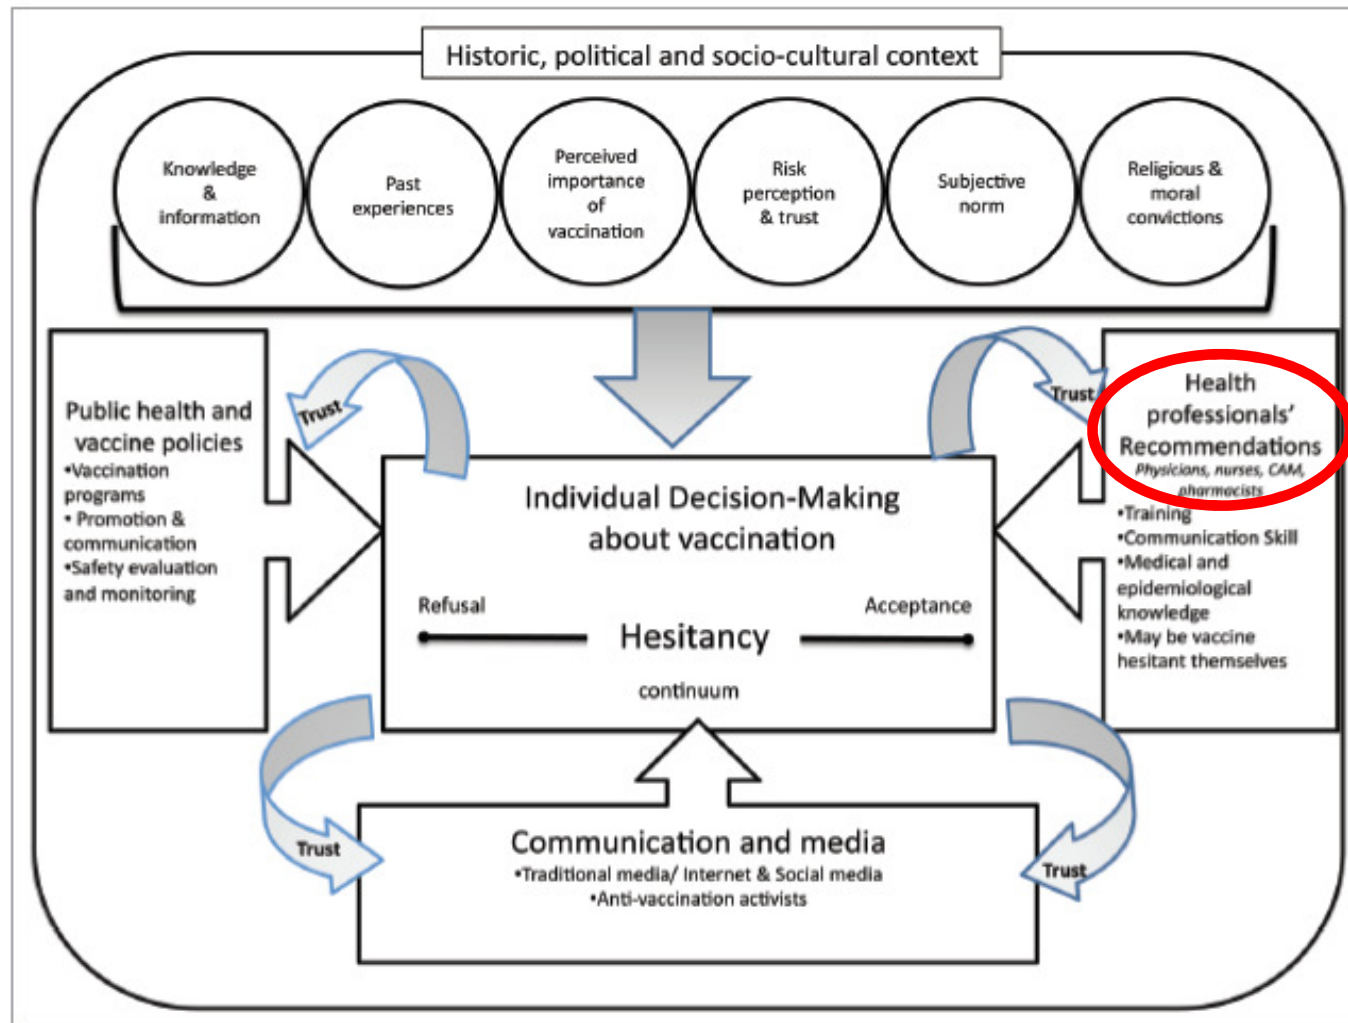 Historic, political and socio-cultural context
Knowledge
&
information
Past
experiences
Perceived
importance
of
vaccination
Risk
perception
& trust
Subjective
norm
Religious &
moral
convictions
Public health and
vaccine policies
•Vaccination
programs
• Promotion &
communication
•Safety evaluation
and monitoring
Trust
Individual Decision-Making
about vaccination
Refusal
Acceptance
Hesitancy
continuum
Trust
Health
professionals'
Recommendations
Physicians, nurses, CAM,
pharmacists
•Training
•Communication Skill
•Medical and
epidemiological
knowledge
•May be vaccine
hesitant themselves
Trust
Communication and media
•Traditional media/ Internet & Social media
•Anti-vaccination activists
Trust